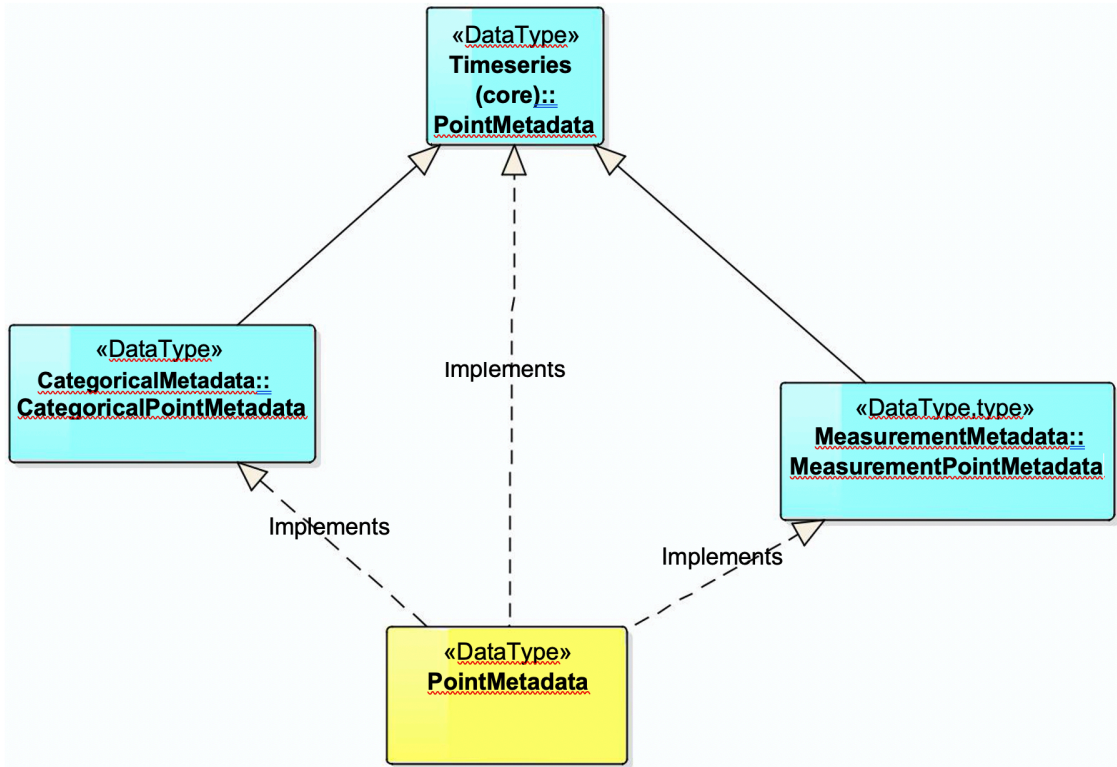 «DataType»
Timeseries
(core)::
PointMetadata
«DataType»
CategoricalMetadata::
CategoricalPointMetadata
Implements
«DataType,type»
MeasurementMetadata::
MeasurementPointMetadata
Implements
Implements
«DataType»
PointMetadata